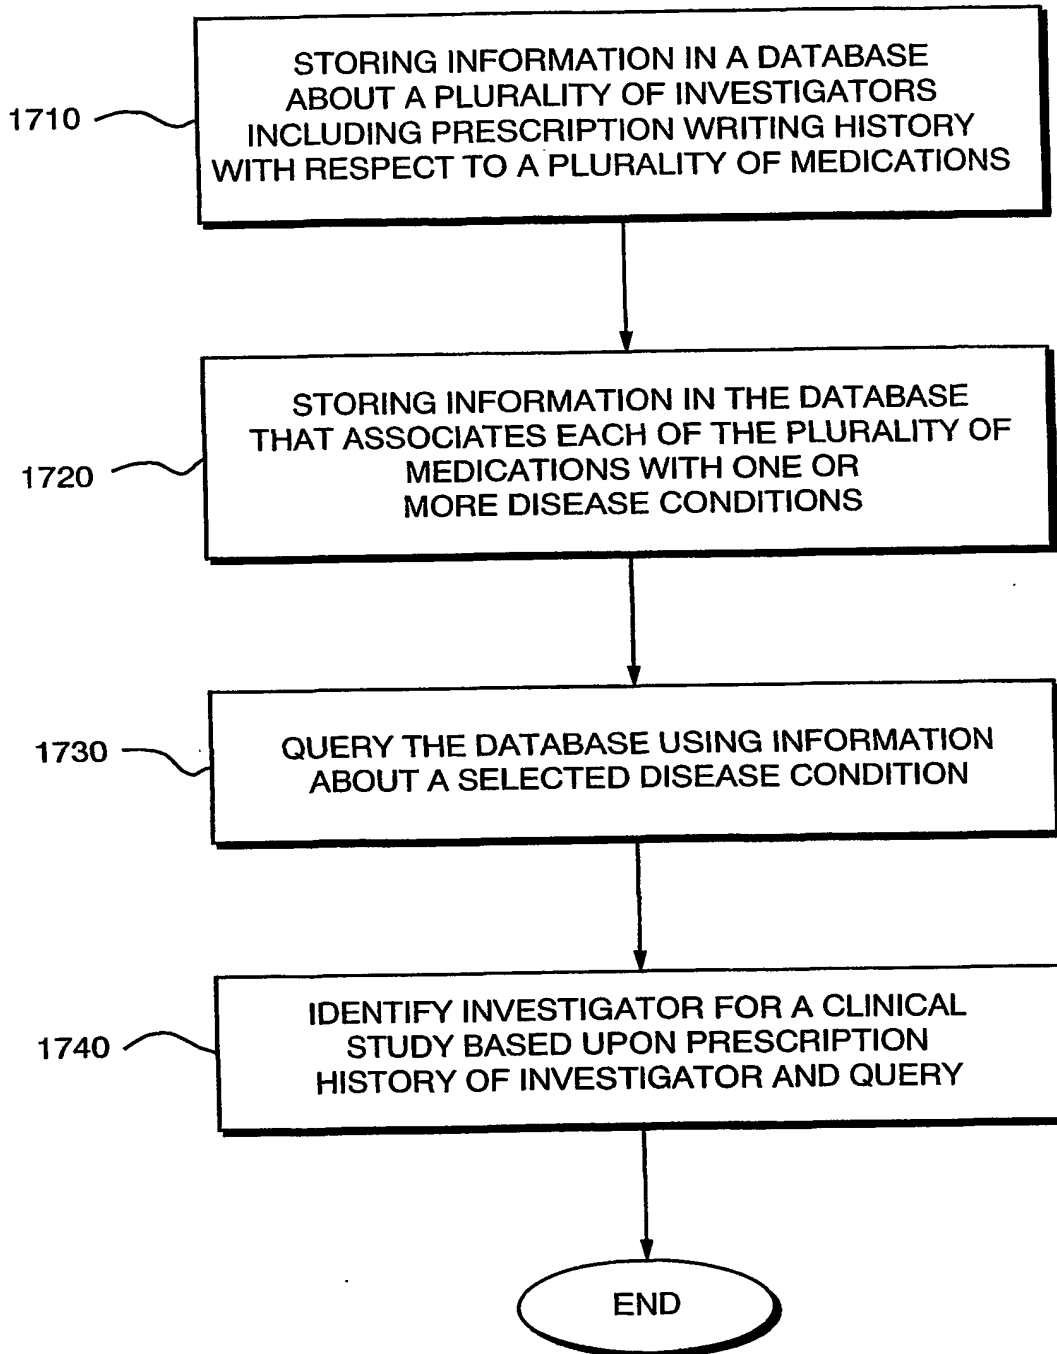 1710
STORING INFORMATION IN A DATABASE
ABOUT A PLURALITY OF INVESTIGATORS
INCLUDING PRESCRIPTION WRITING HISTORY
WITH RESPECT TO A PLURALITY OF MEDICATIONS
1720
STORING INFORMATION IN THE DATABASE
THAT ASSOCIATES EACH OF THE PLURALITY OF
MEDICATIONS WITH ONE OR
MORE DISEASE CONDITIONS
1730
QUERY THE DATABASE USING INFORMATION
ABOUT A SELECTED DISEASE CONDITION
1740
IDENTIFY INVESTIGATOR FOR A CLINICAL
STUDY BASED UPON PRESCRIPTION
HISTORY OF INVESTIGATOR AND QUERY
END